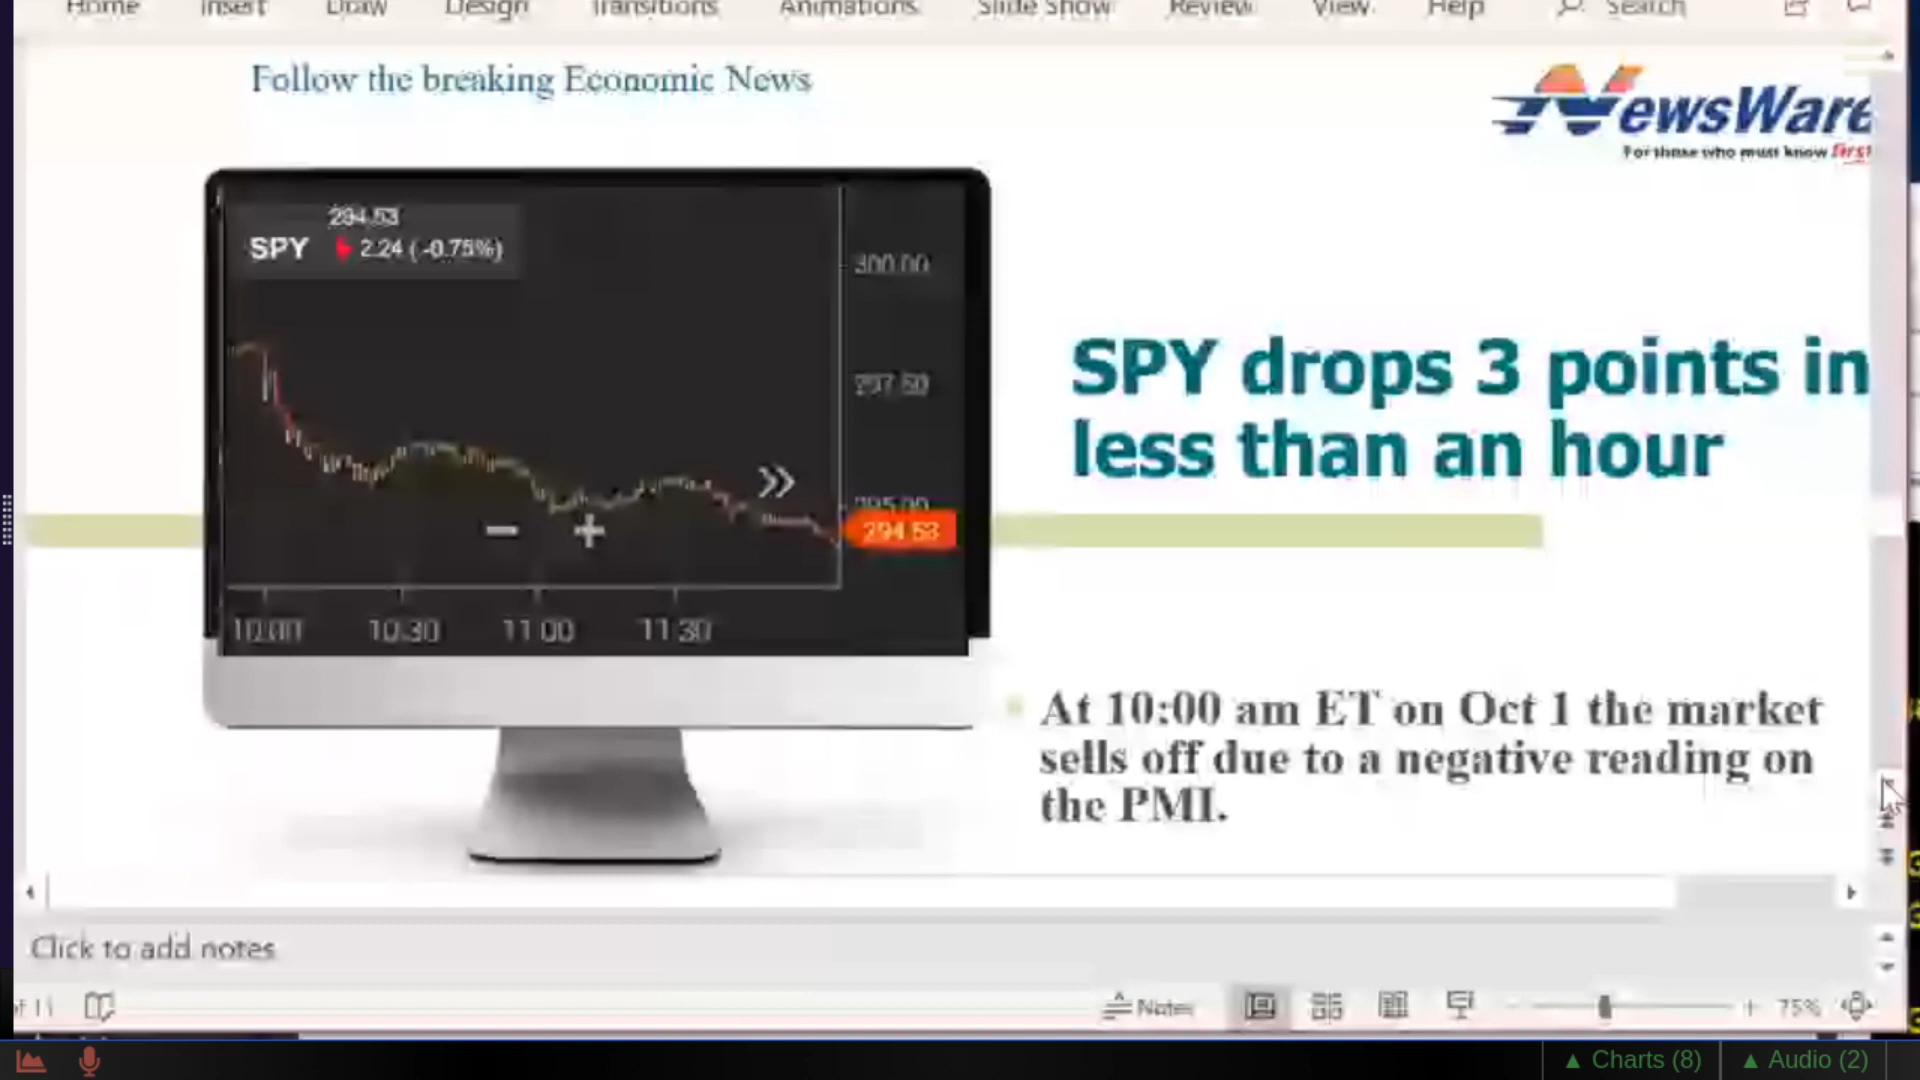 Home Insert Draw Design Transitions Animations Slide Show Review View Help Search
Follow the breaking Economic News
NewsWare
For those who must know first
294.53
SPY 2.24 ( -0.75%)
300.00
297.50
295.00
294.53
10:00 10:30 11:00 11:30
SPY drops 3 points in
less than an hour
At 10:00 am ET on Oct 1 the market
sells off due to a negative reading on
the PMI.
Click to add notes
of 11
Notes
75%
Charts (8)
Audio (2)